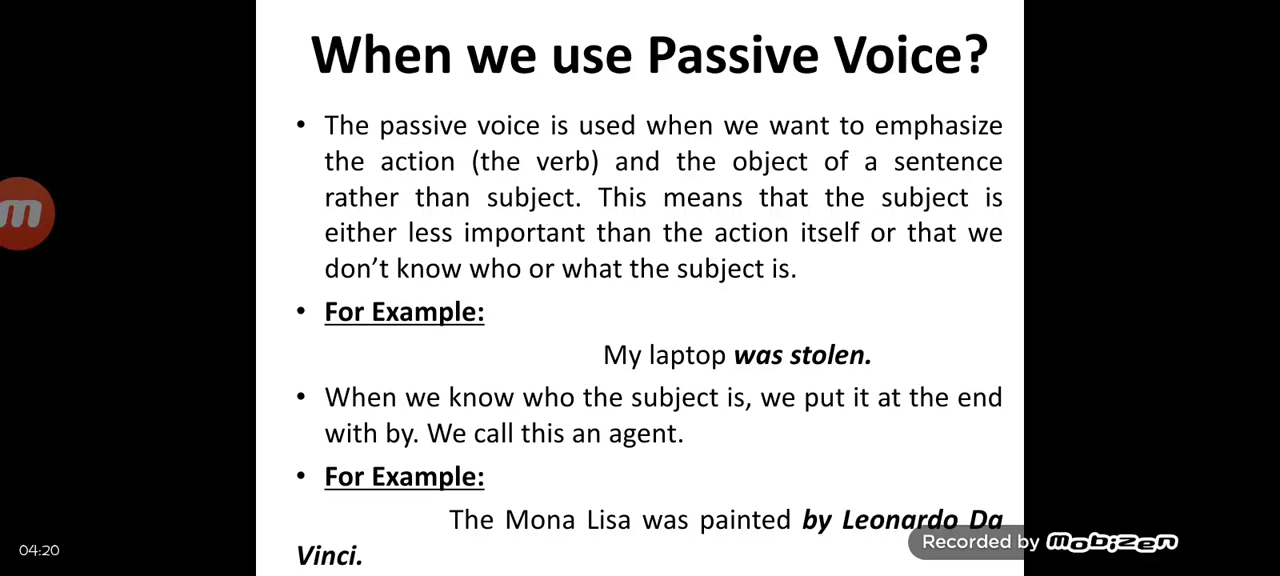 When we use Passive Voice?
• The passive voice is used when we want to emphasize
the action (the verb) and the object of a sentence
rather than subject. This means that the subject is
either less important than the action itself or that we
don't know who or what the subject is.
• For Example:
My laptop was stolen.
• When we know who the subject is, we put it at the end
with by. We call this an agent.
• For Example:
The Mona Lisa was painted by Leonardo Da
Vinci.
Recorded by mobizen
04:20